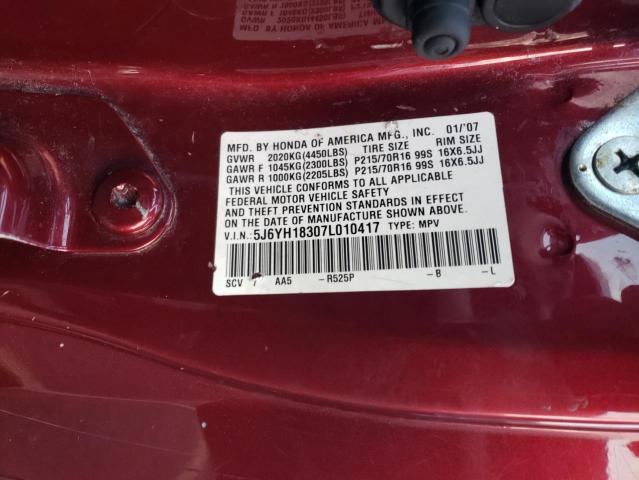 MFD. BY HONDA OF AMERICA MFG., INC. 01/'07
GVWR 2020KG(4450LBS) TIRE SIZE RIM SIZE
GAWR F 1045KG(2300LBS) P215/70R16 99S 16X6.5JJ
GAWR R 1000KG(2205LBS) P215/70R16 99S 16X6.5JJ
THIS VEHICLE CONFORMS TO ALL APPLICABLE
FEDERAL MOTOR VEHICLE SAFETY
AND THEFT PREVENTION STANDARDS IN EFFECT
ON THE DATE OF MANUFACTURE SHOWN ABOVE.
V.I.N.: 5J6YH18307L010417 TYPE: MPV
SCV 7 AA5 -R525P -B -L